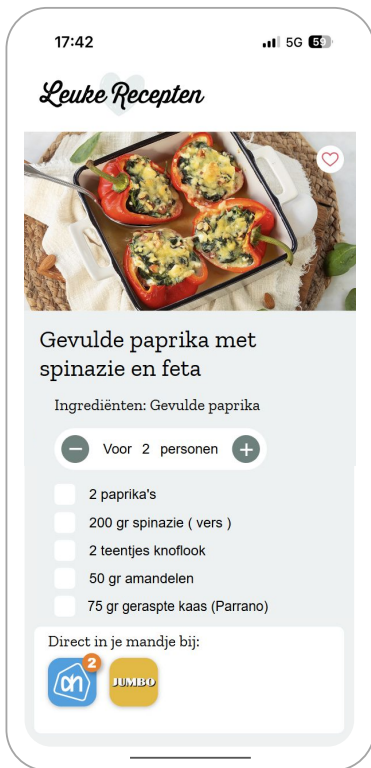 17:42
5G 59
Leuke Recepten
Gevulde paprika met
spinazie en feta
Ingrediënten: Gevulde paprika
Voor 2 personen
2 paprika's
200 gr spinazie ( vers )
2 teentjes knoflook
50 gr amandelen
75 gr geraspte kaas (Parrano)
Direct in je mandje bij:
2
ah JUMBO